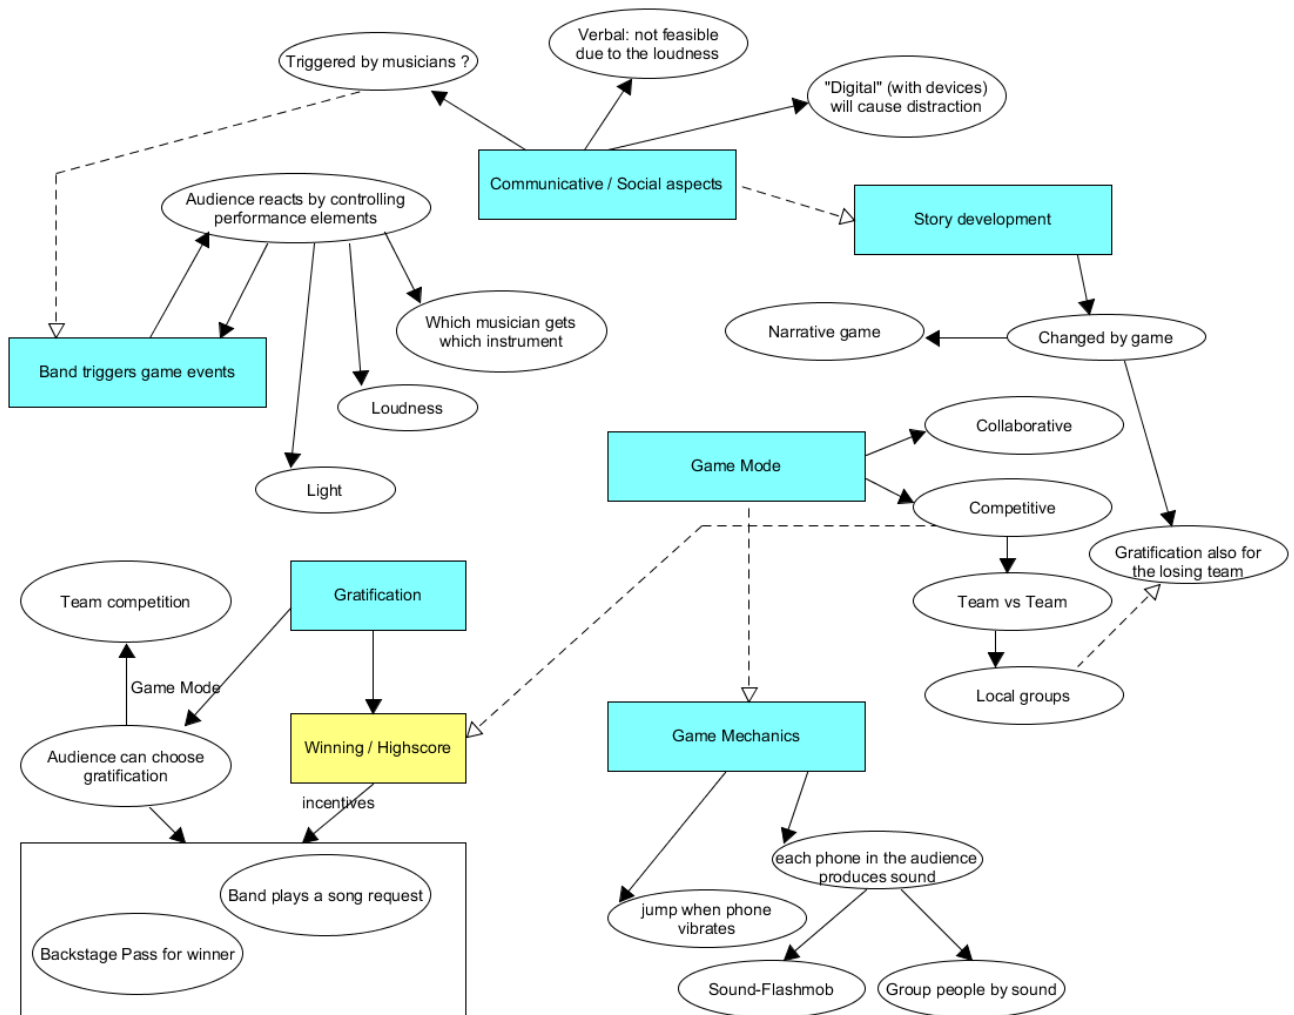 Verbal: not feasible
due to the loudness
Triggered by musicians ?
"Digital" (with devices)
will cause distraction
Communicative / Social aspects
Audience reacts by controlling
performance elements
Story development
Which musician gets
which instrument
Narrative game
Changed by game
Band triggers game events
Loudness
Collaborative
Game Mode
Light
Competitive
Gratification also for
the losing team
Team competition
Gratification
Team vs Team
Game Mode
Local groups
Audience can choose
gratification
Winning / Highscore
Game Mechanics
incentives
each phone in the audience
produces sound
Band plays a song request
jump when phone
vibrates
Backstage Pass for winner
Sound-Flashmob
Group people by sound